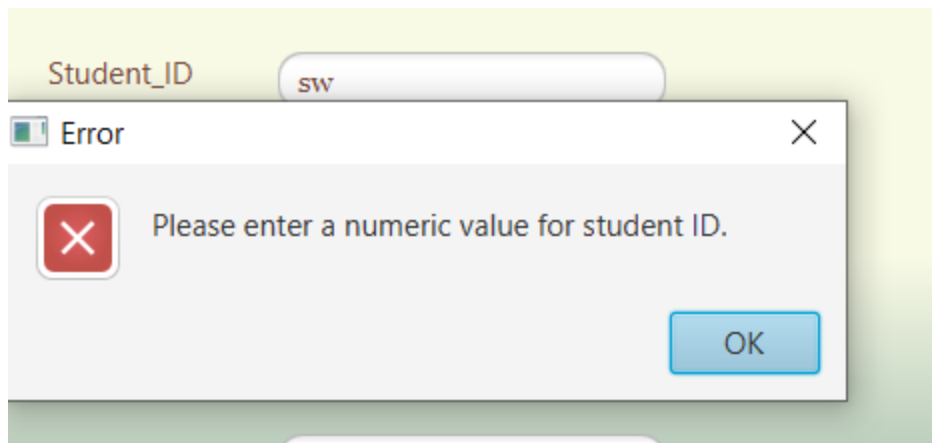 Student_ID
sw
Error
Please enter a numeric value for student ID.
OK